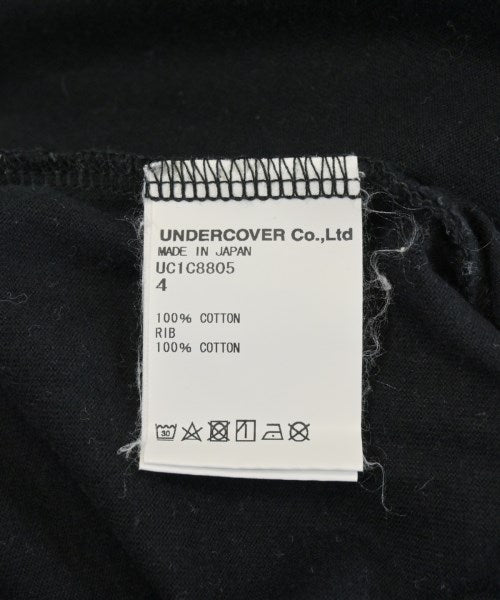 UNDERCOVER Co.,Ltd
MADE IN JAPAN
UC1C8805
4
100% COTTON
RIB
100% COTTON
30